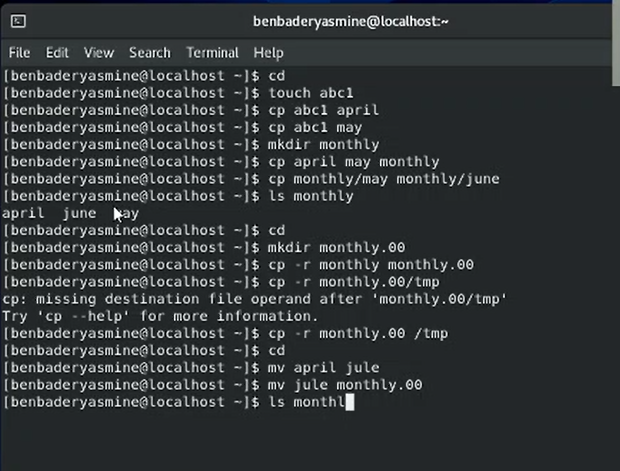 benbaderyasmine@localhost:~
File Edit View Search Terminal Help
[benbaderyasmine@localhost ~]$ cd
[benbaderyasmine@localhost ~]$ touch abc1
[benbaderyasmine@localhost ~]$ cp abc1 april
[benbaderyasmine@localhost ~]$ cp abc1 may
[benbaderyasmine@localhost ~]$ mkdir monthly
[benbaderyasmine@localhost ~]$ cp april may monthly
[benbaderyasmine@localhost ~]$ cp monthly/may monthly/june
[benbaderyasmine@localhost ~]$ ls monthly
april june may
[benbaderyasmine@localhost ~]$ cd
[benbaderyasmine@localhost ~]$ mkdir monthly.00
[benbaderyasmine@localhost ~]$ cp -r monthly monthly.00
[benbaderyasmine@localhost ~]$ cp -r monthly.00/tmp
cp: missing destination file operand after 'monthly.00/tmp'
Try 'cp --help' for more information.
[benbaderyasmine@localhost ~]$ cp -r monthly.00 /tmp
[benbaderyasmine@localhost ~]$ cd
[benbaderyasmine@localhost ~]$ mv april jule
[benbaderyasmine@localhost ~]$ mv jule monthly.00
[benbaderyasmine@localhost ~]$ ls monthl